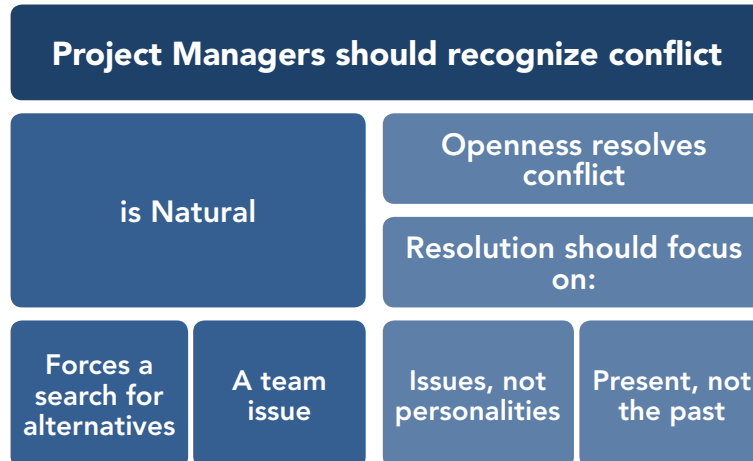 Project Managers should recognize conflict
is Natural
Openness resolves
conflict
Resolution should focus
on:
Forces a
search for
alternatives
A team
issue
Issues, not
personalities
Present, not
the past